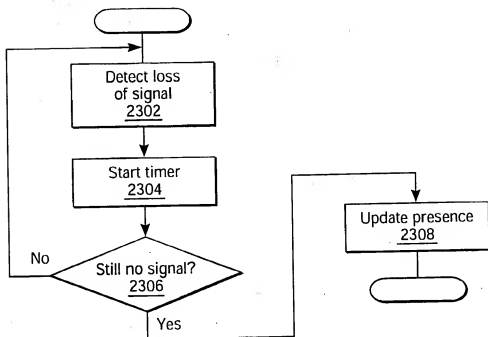 Detect loss
of signal
2302
Start timer
2304
Still no signal?
2306
No
Yes
Update presence
2308